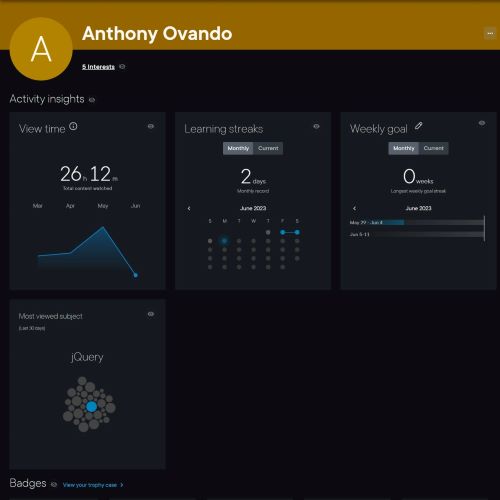 A
Anthony Ovando
5 Interests
Activity insights
View time
26 h 12 m
Total content watched
Mar Apr May Jun
Learning streaks
Monthly Current
2 days
Monthly record
June 2023
S M T W T F S
Weekly goal
Monthly Current
0 weeks
Longest weekly goal streak
June 2023
May 29 - Jun 4
Jun 5-11
Most viewed subject
(Last 30 days)
jQuery
Badges
View your trophy case